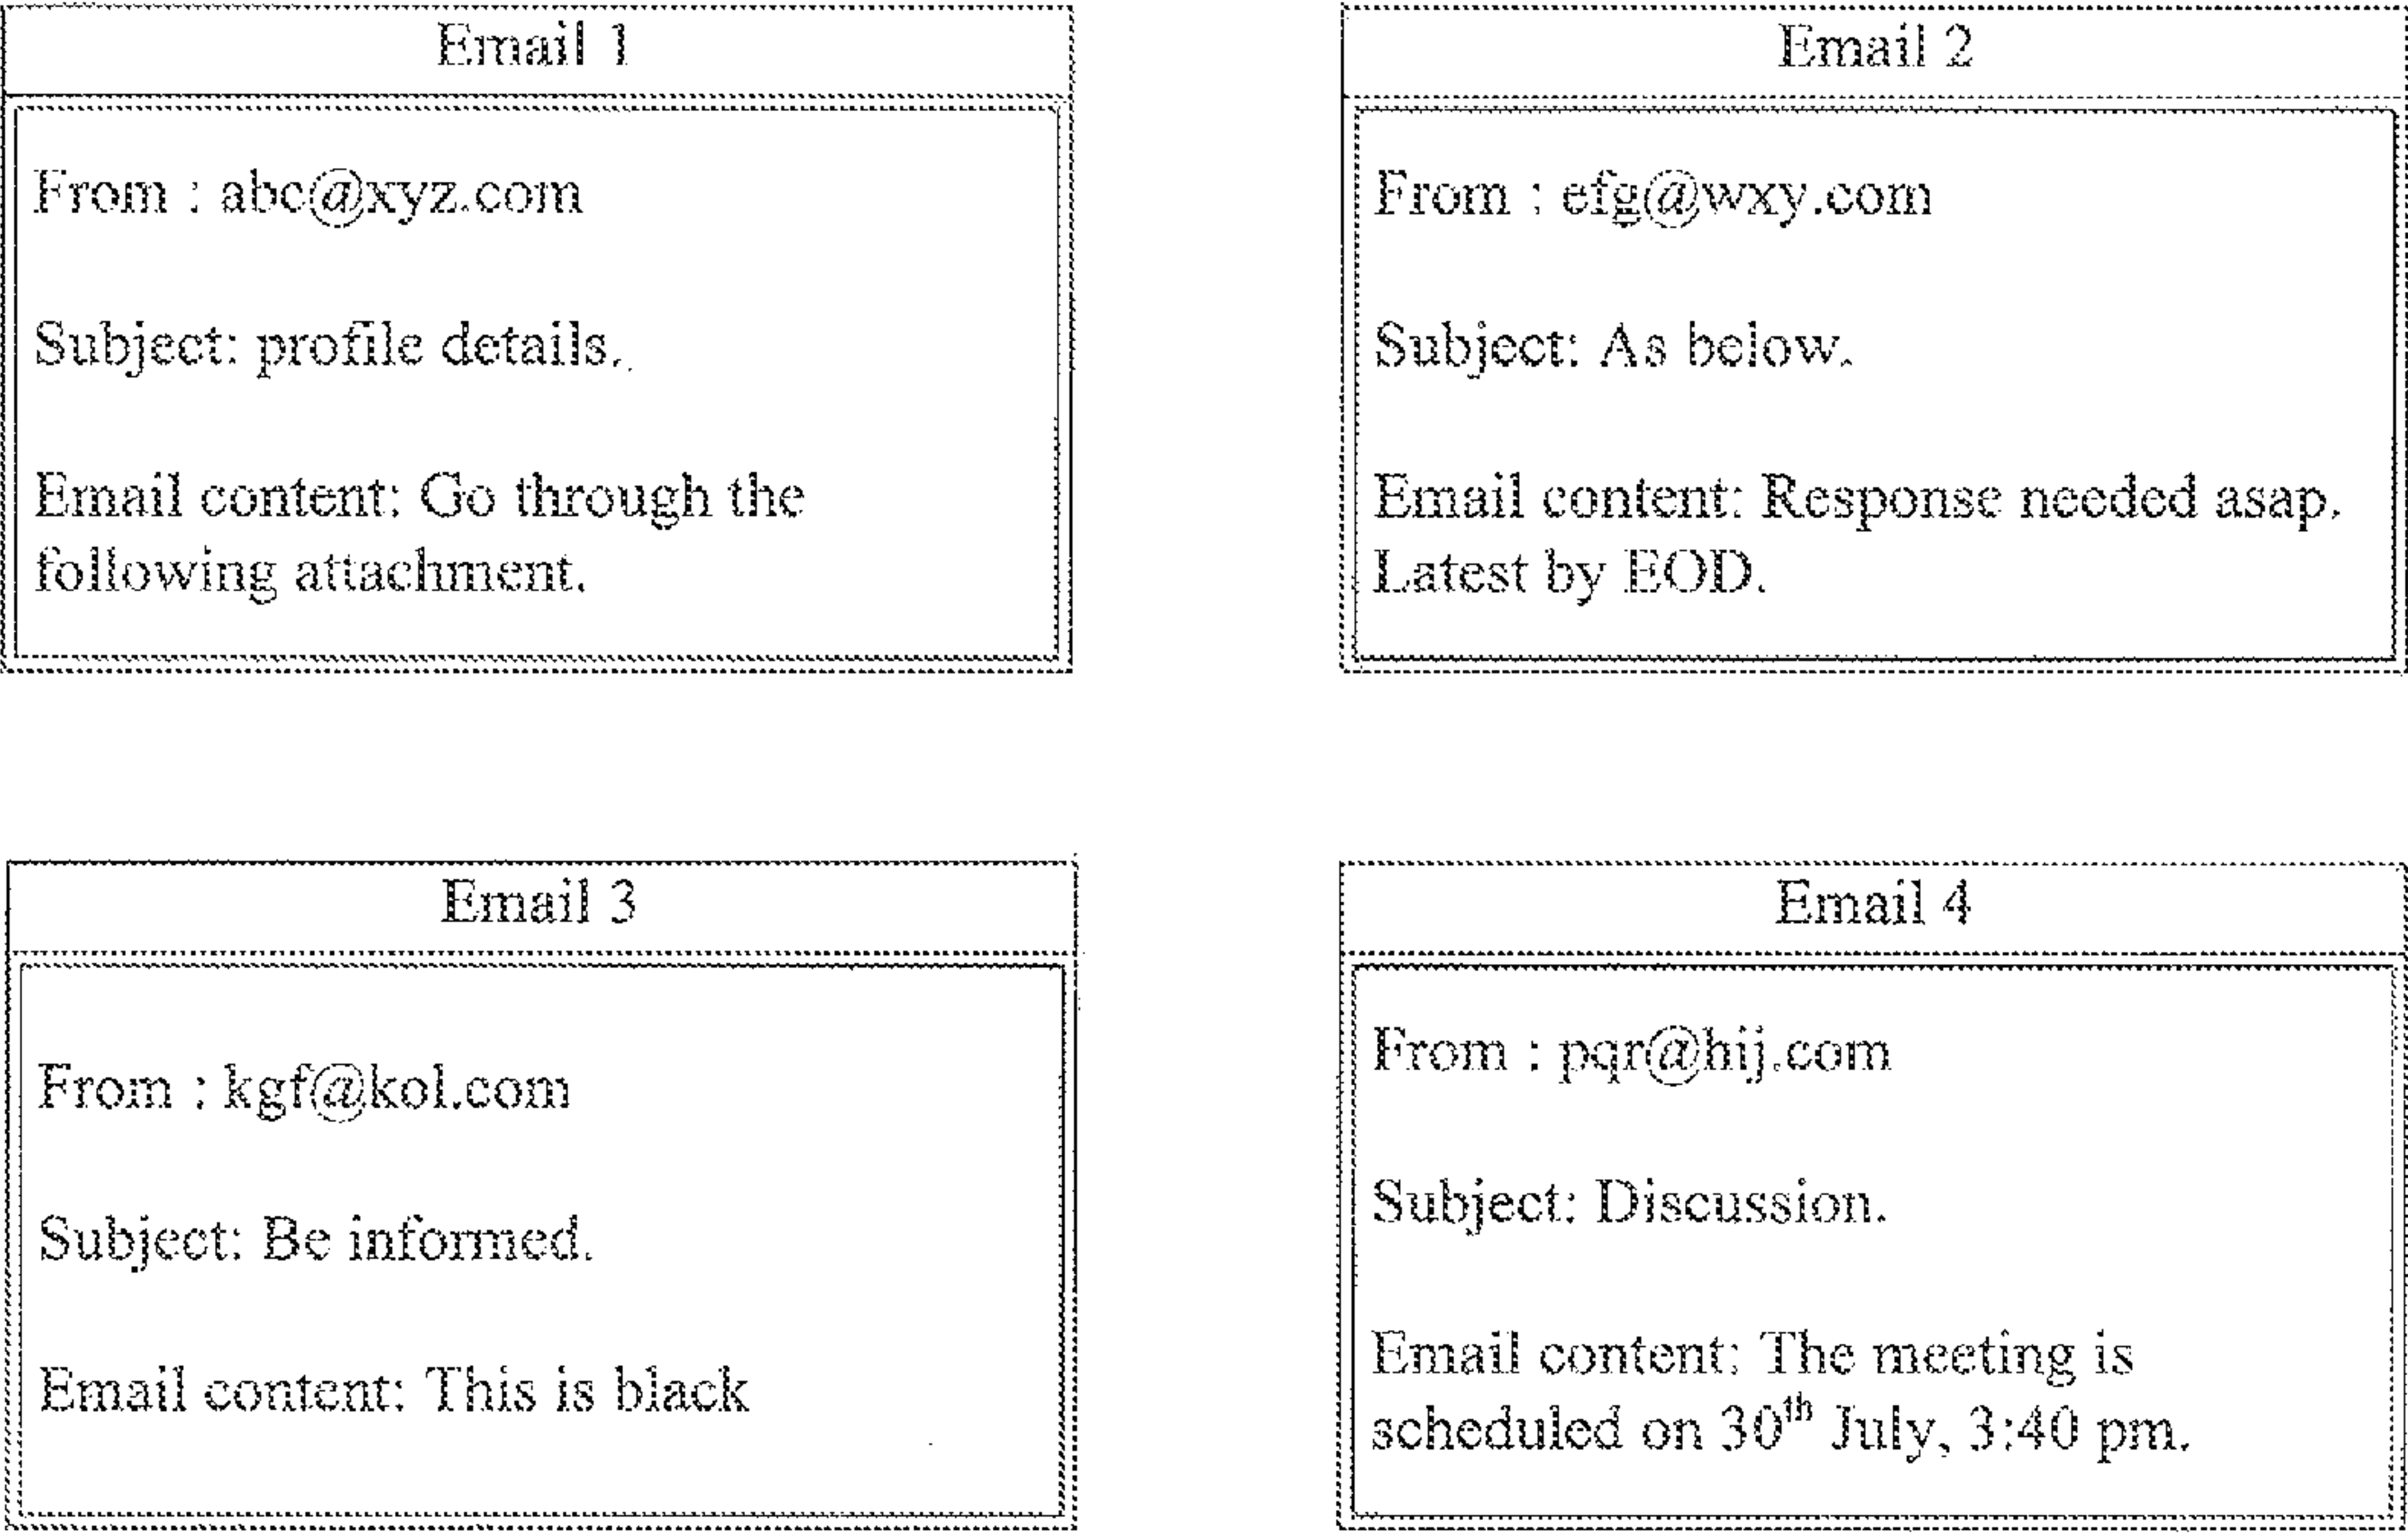 Email 1
From : abc@xyz.com
Subject: profile details.
Email content: Go through the
following attachment.
Email 2
From : efg@wxy.com
Subject: As below.
Email content: Response needed asap.
Latest by EOD.
Email 3
From : kgf@kol.com
Subject: Be informed.
Email content: This is black
Email 4
From : pqr@hij.com
Subject: Discussion.
Email content: The meeting is
scheduled on 30th July, 3:40 pm.